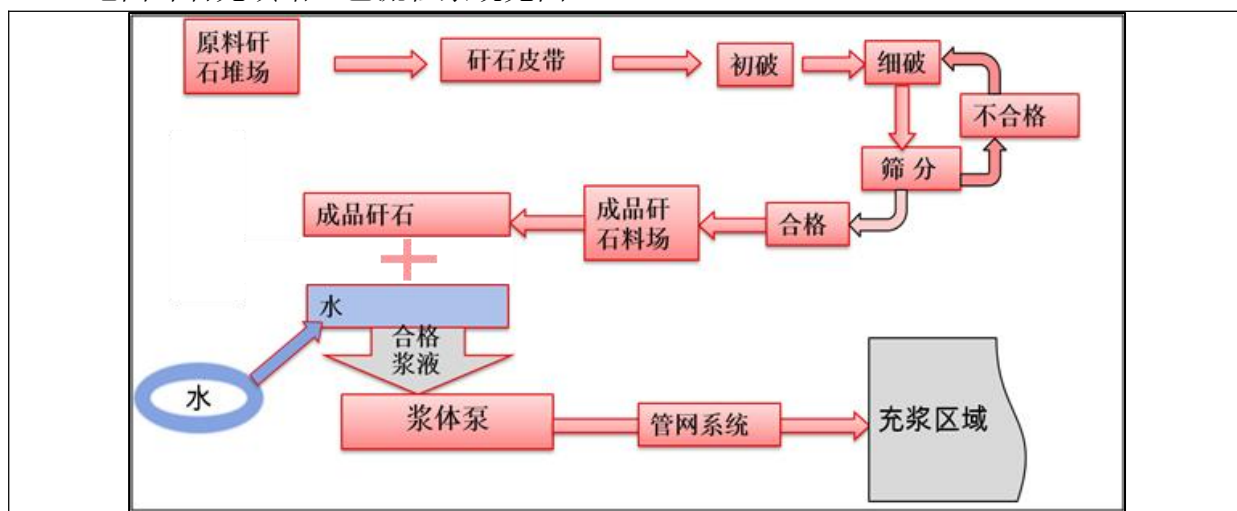 原料矸
石堆场
矸石皮带
初破
细破
不合格
筛 分
合格
成品矸
石料场
成品矸石
水
合格
浆液
水
浆体泵
管网系统
充浆区域